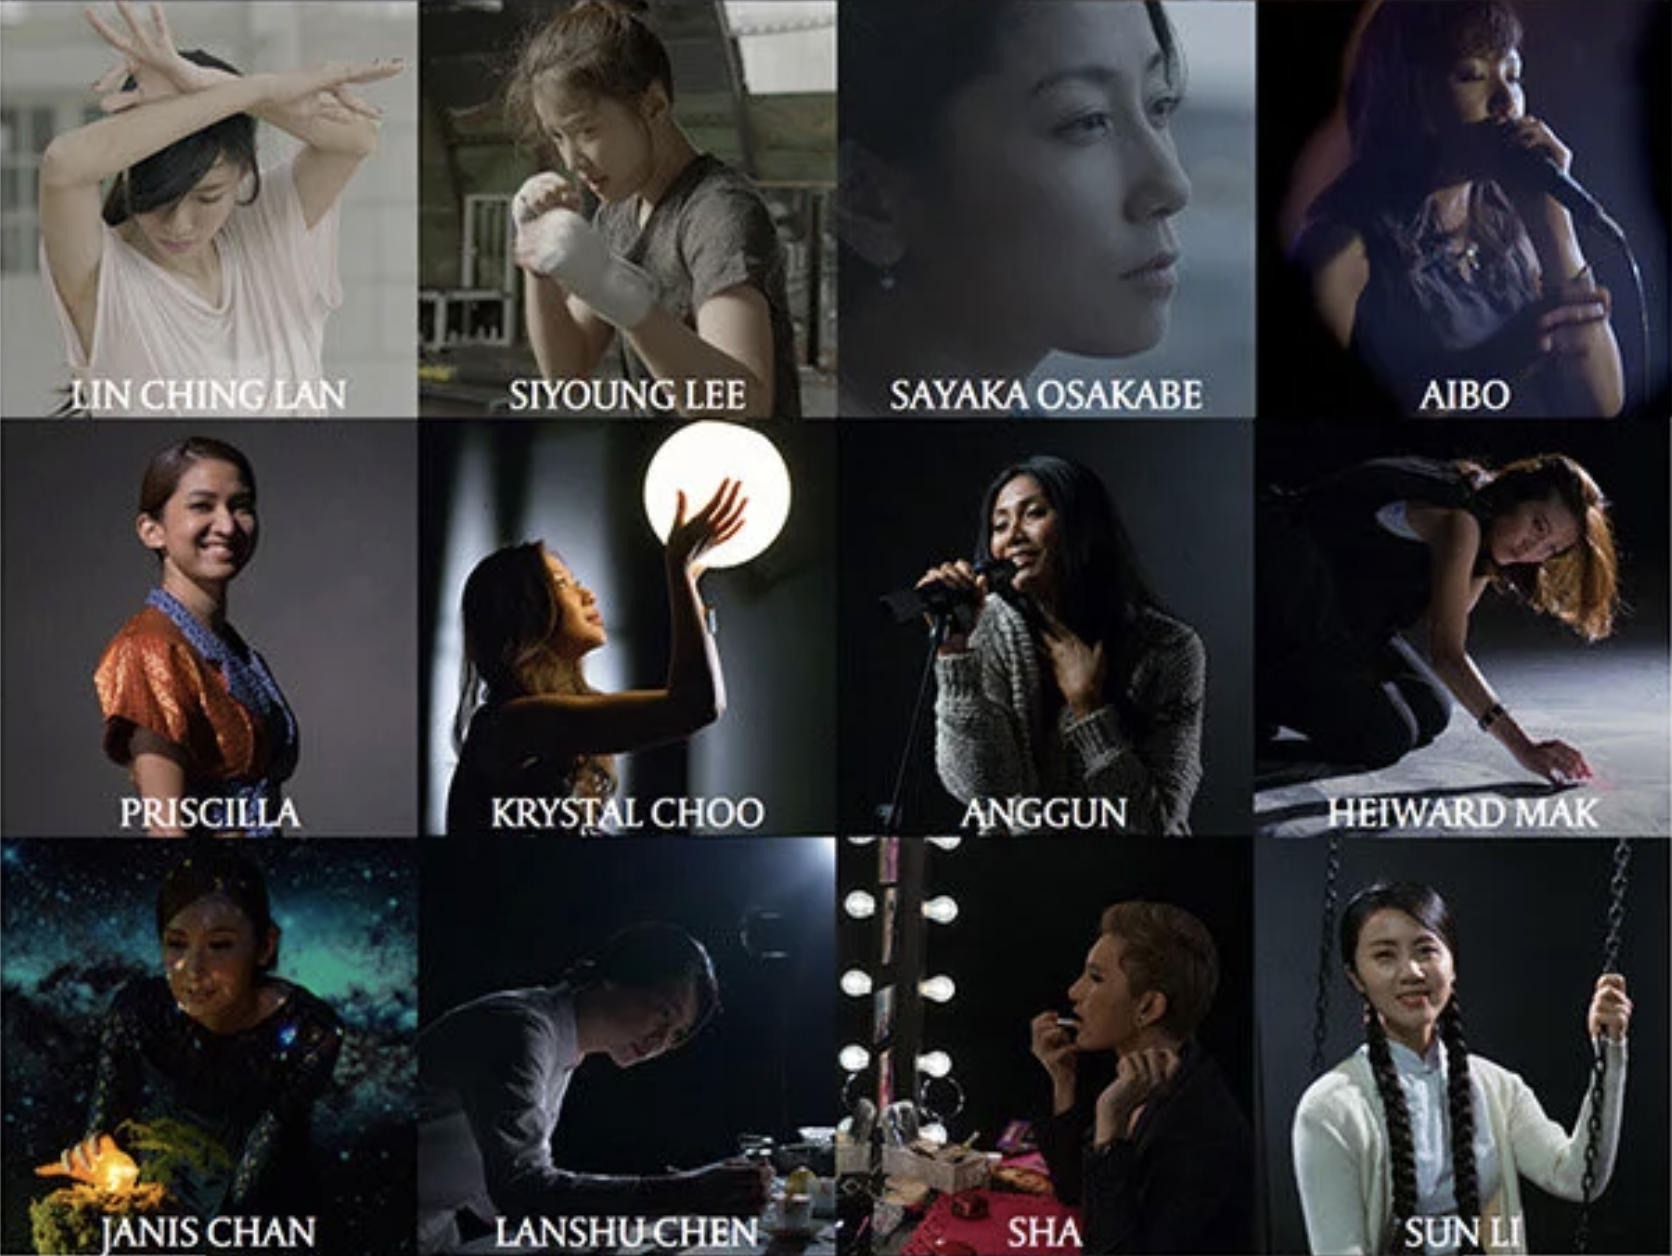 LIN CHING LAN
SIYOUNG LEE
SAYAKA OSAKABE
AIBO
PRISCILLA
KRYSTAL CHOO
ANGGUN
HEIWARD MAK
JANIS CHAN
LANSHU CHEN
SHA
SUN LI